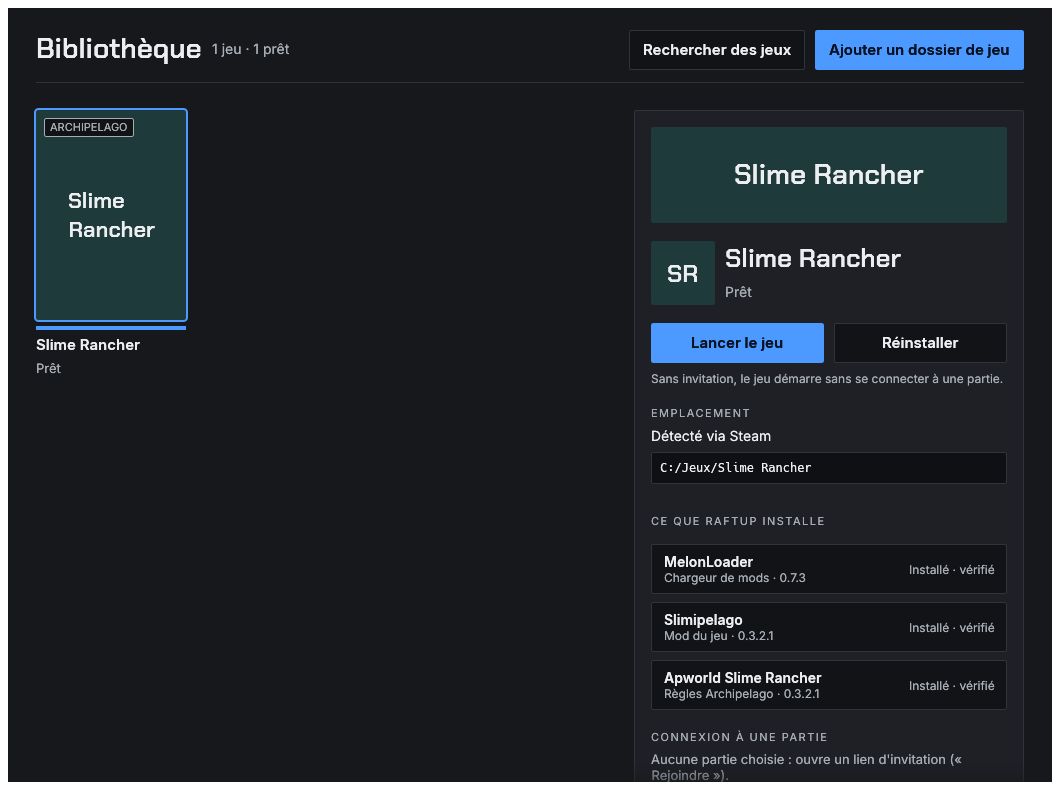 Bibliothèque 1 jeu · 1 prêt
Rechercher des jeux
Ajouter un dossier de jeu
ARCHIPELAGO
Slime
Rancher
Slime Rancher
Prêt
Slime Rancher
SR
Slime Rancher
Prêt
Lancer le jeu
Réinstaller
Sans invitation, le jeu démarre sans se connecter à une partie.
EMPLACEMENT
Détecté via Steam
C:/Jeux/Slime Rancher
CE QUE RAFTUP INSTALLE
MelonLoader
Chargeur de mods · 0.7.3
Installé · vérifié
Slimipelago
Mod du jeu · 0.3.2.1
Installé · vérifié
Apworld Slime Rancher
Règles Archipelago · 0.3.2.1
Installé · vérifié
CONNEXION À UNE PARTIE
Aucune partie choisie : ouvre un lien d'invitation («
Rejoindre »).